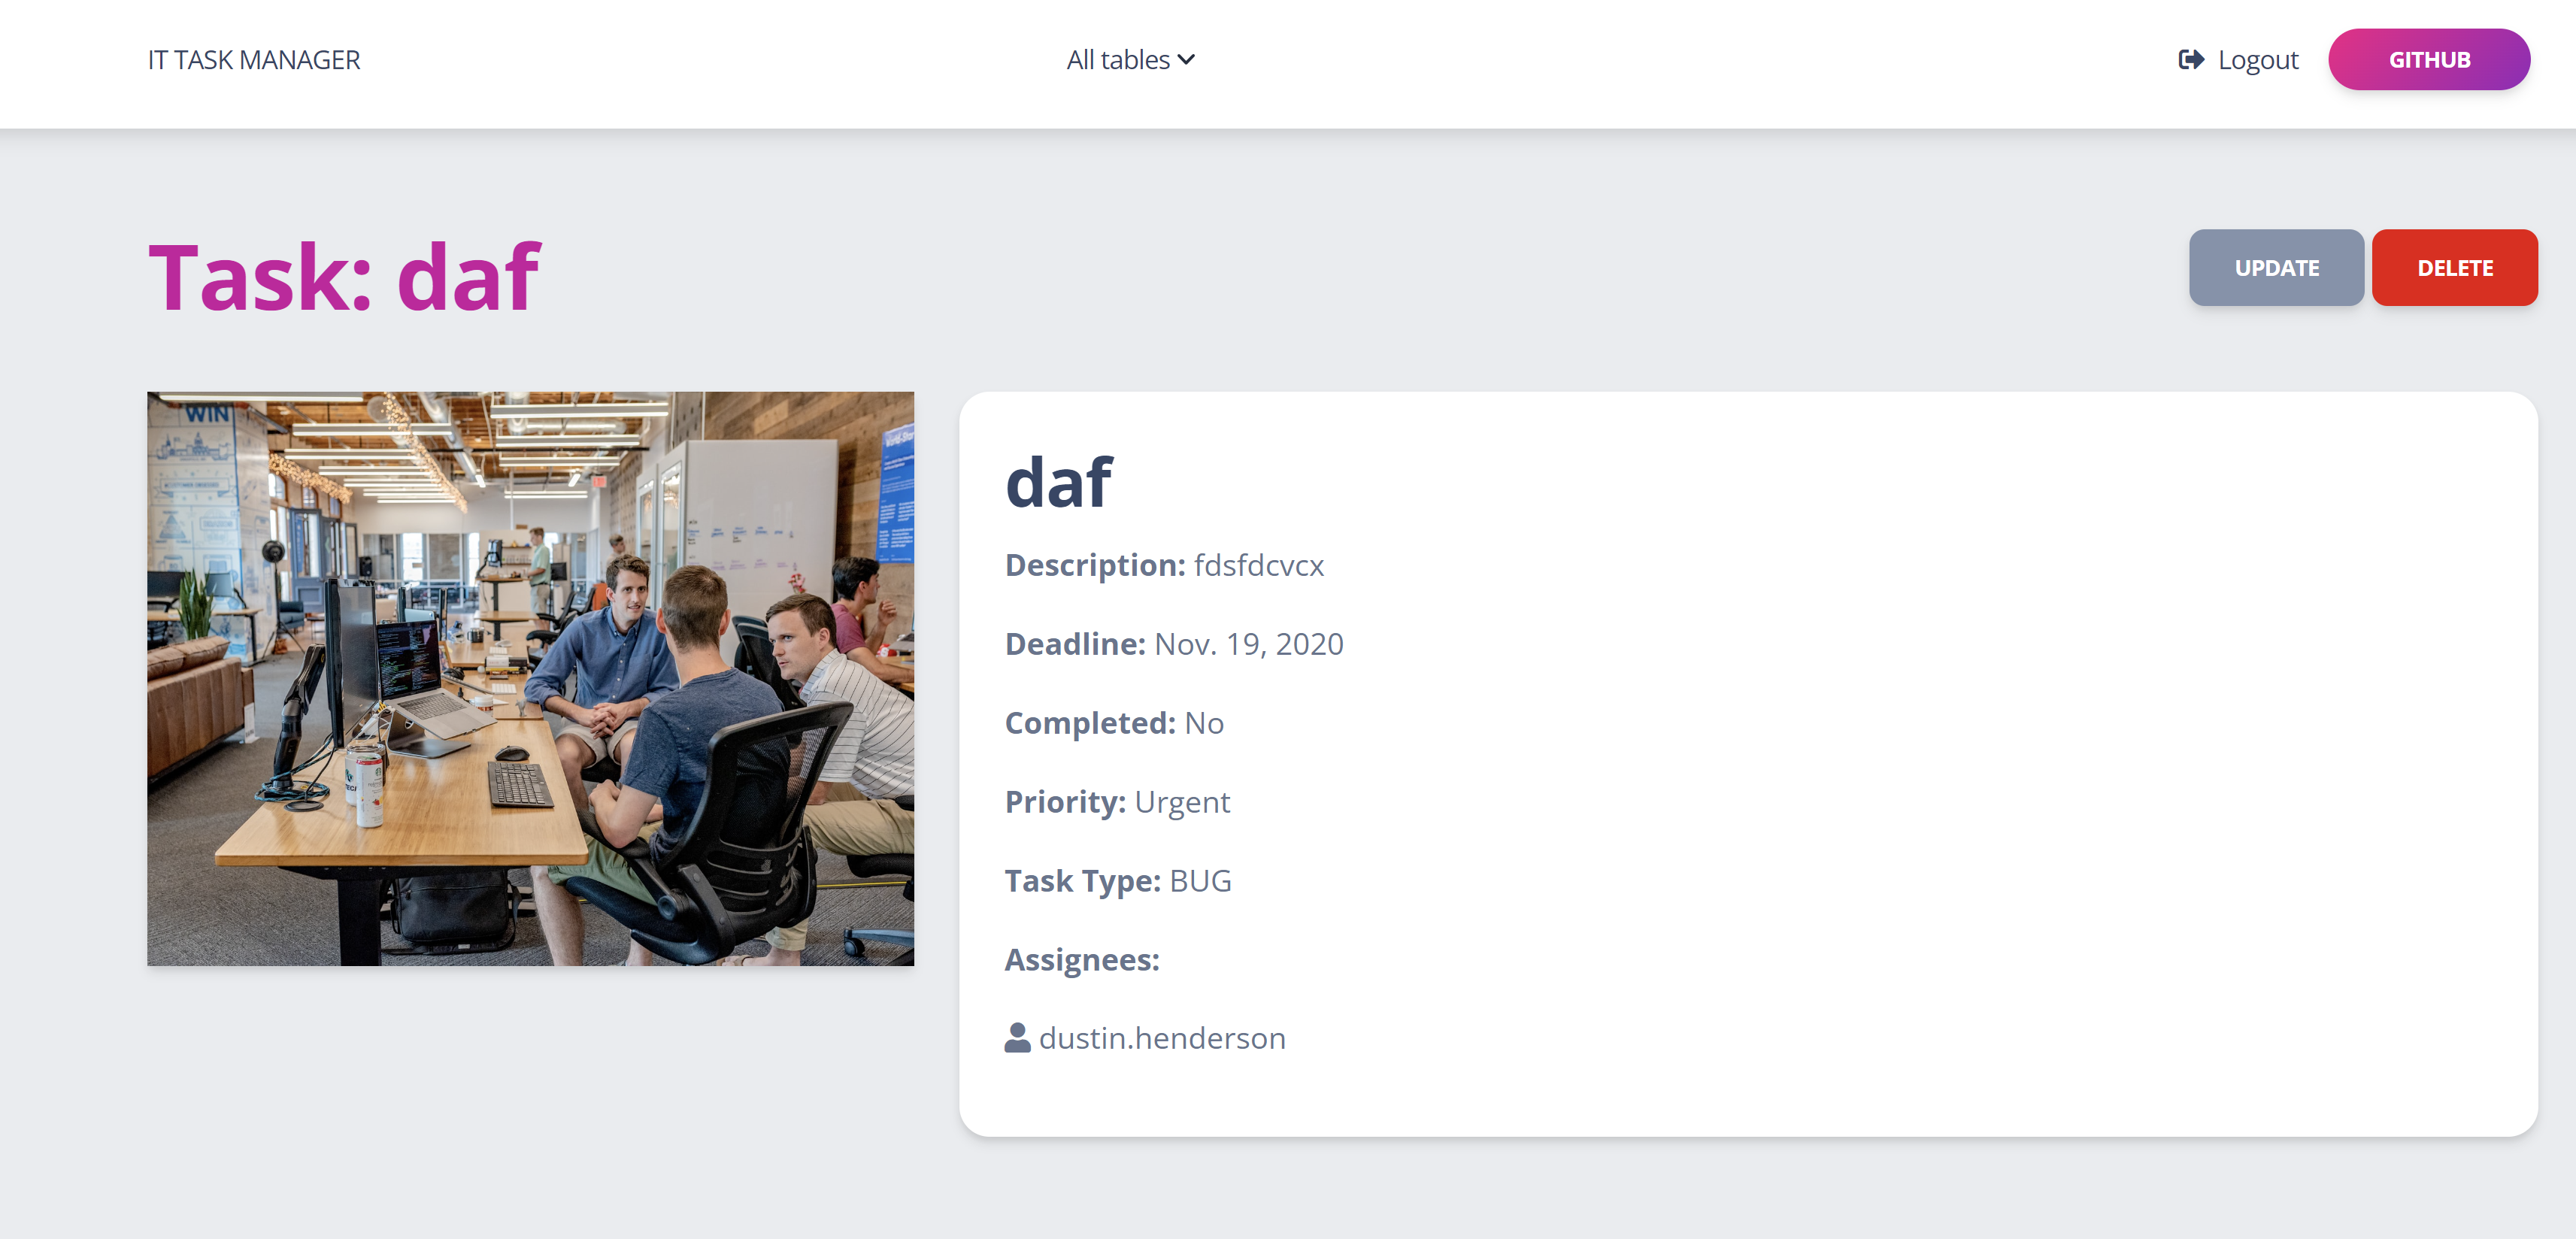 IT TASK MANAGER
All tables
Logout
GITHUB
Task: daf
UPDATE
DELETE
WIN
daf
Description: fdsfdcvcx
Deadline: Nov. 19, 2020
Completed: No
Priority: Urgent
Task Type: BUG
Assignees:
dustin.henderson